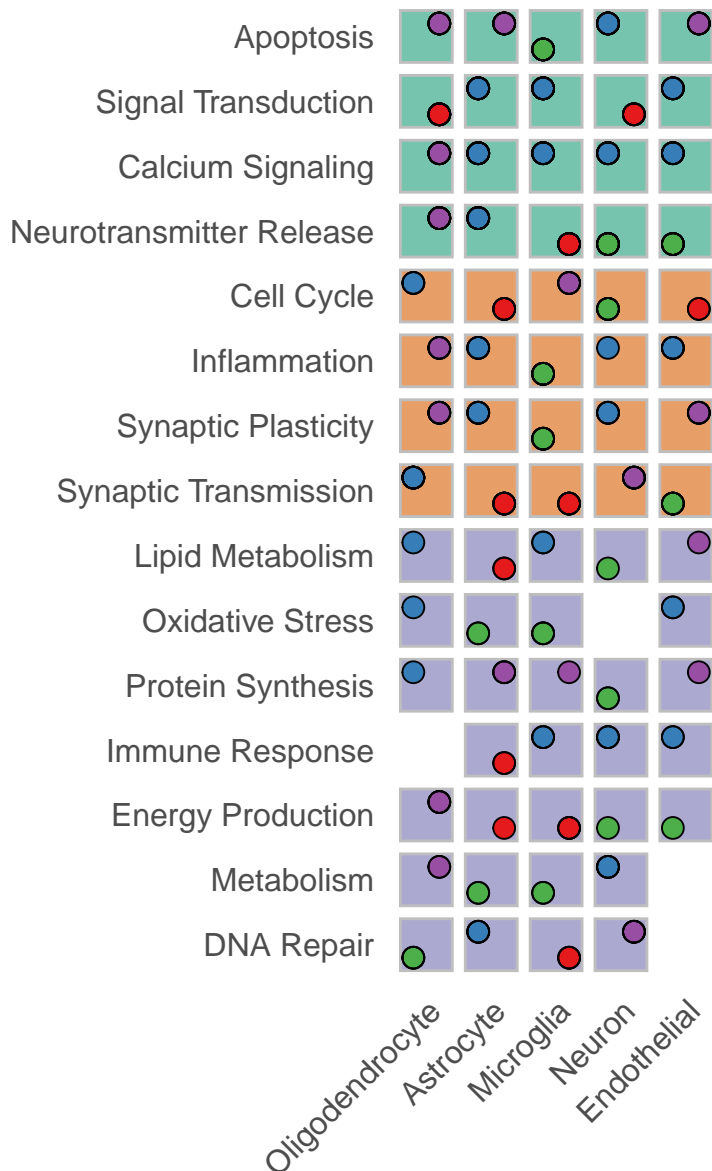 Apoptosis
Signal Transduction
Calcium Signaling
Neurotransmitter Release
Cell Cycle
Inflammation
Synaptic Plasticity
Synaptic Transmission
Lipid Metabolism
Oxidative Stress
Protein Synthesis
Immune Response
Energy Production
Metabolism
DNA Repair
Oligodendrocyte
Astrocyte
Microglia
Neuron
Endothelial